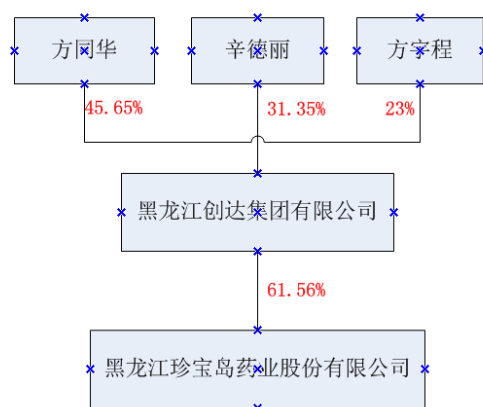 方同华 辛德丽 方宇程
45.65% 31.35% 23%
黑龙江创达集团有限公司
61.56%
黑龙江珍宝岛药业股份有限公司